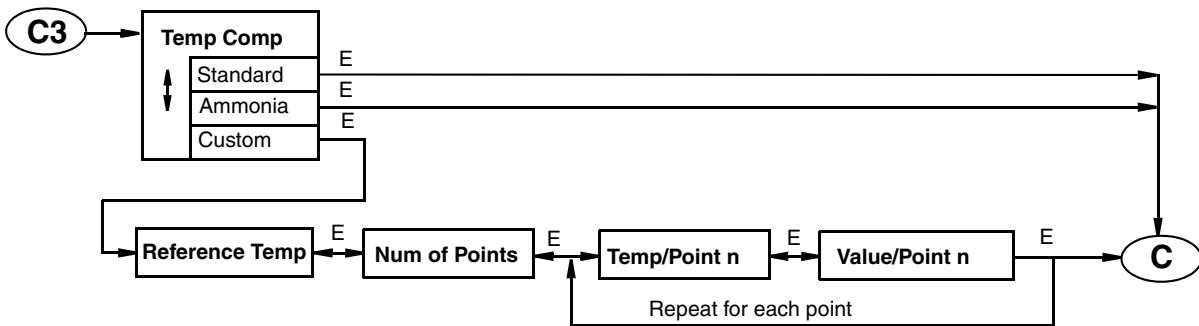 C3
Temp Comp
E
Standard
E
Ammonia
E
Custom
Reference Temp
E
Num of Points
E
Temp/Point n
E
Value/Point n
E
C
Repeat for each point